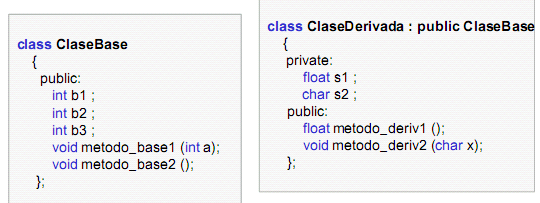 class ClaseBase
{
public:
int b1 ;
int b2 ;
int b3 ;
void metodo_base1 (int a);
void metodo_base2 ();
};
class ClaseDerivada : public ClaseBase
{
private:
float s1 ;
char s2 ;
public:
float metodo_deriv1 ();
void metodo_deriv2 (char x);
};